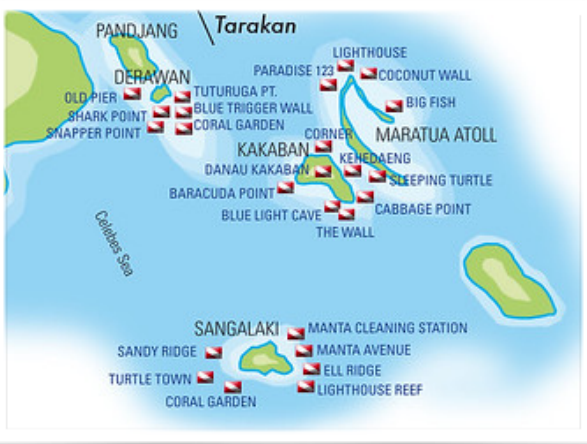 PANDJANG
Tarakan
LIGHTHOUSE
PARADISE 123
COCONUT WALL
DERAWAN
OLD PIER
TUTURUGA PT.
BIG FISH
SHARK POINT
BLUE TRIGGER WALL
SNAPPER POINT
CORAL GARDEN
CORNER
MARATUA ATOLL
KAKABAN
KEHEDAENG
DANAU KAKABAN
SLEEPING TURTLE
BARACUDA POINT
CABBAGE POINT
BLUE LIGHT CAVE
THE WALL
Celebes Sea
SANGALAKI
MANTA CLEANING STATION
SANDY RIDGE
MANTA AVENUE
ELL RIDGE
TURTLE TOWN
LIGHTHOUSE REEF
CORAL GARDEN